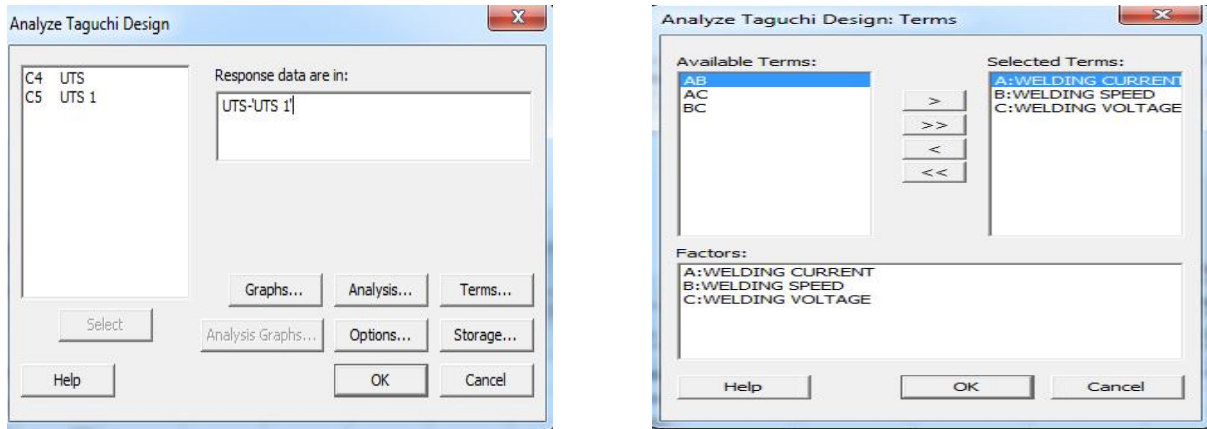 Analyze Taguchi Design
C4 UTS
C5 UTS 1
Response data are in:
UTS-'UTS 1'
Graphs...
Analysis...
Terms...
Select
Analysis Graphs...
Options...
Storage...
Help
OK
Cancel
Analyze Taguchi Design: Terms
Available Terms:
AB
AC
BC
>
>>
<
<<
Selected Terms:
A:WELDING CURRENT
B:WELDING SPEED
C:WELDING VOLTAGE
Factors:
A:WELDING CURRENT
B:WELDING SPEED
C:WELDING VOLTAGE
Help
OK
Cancel